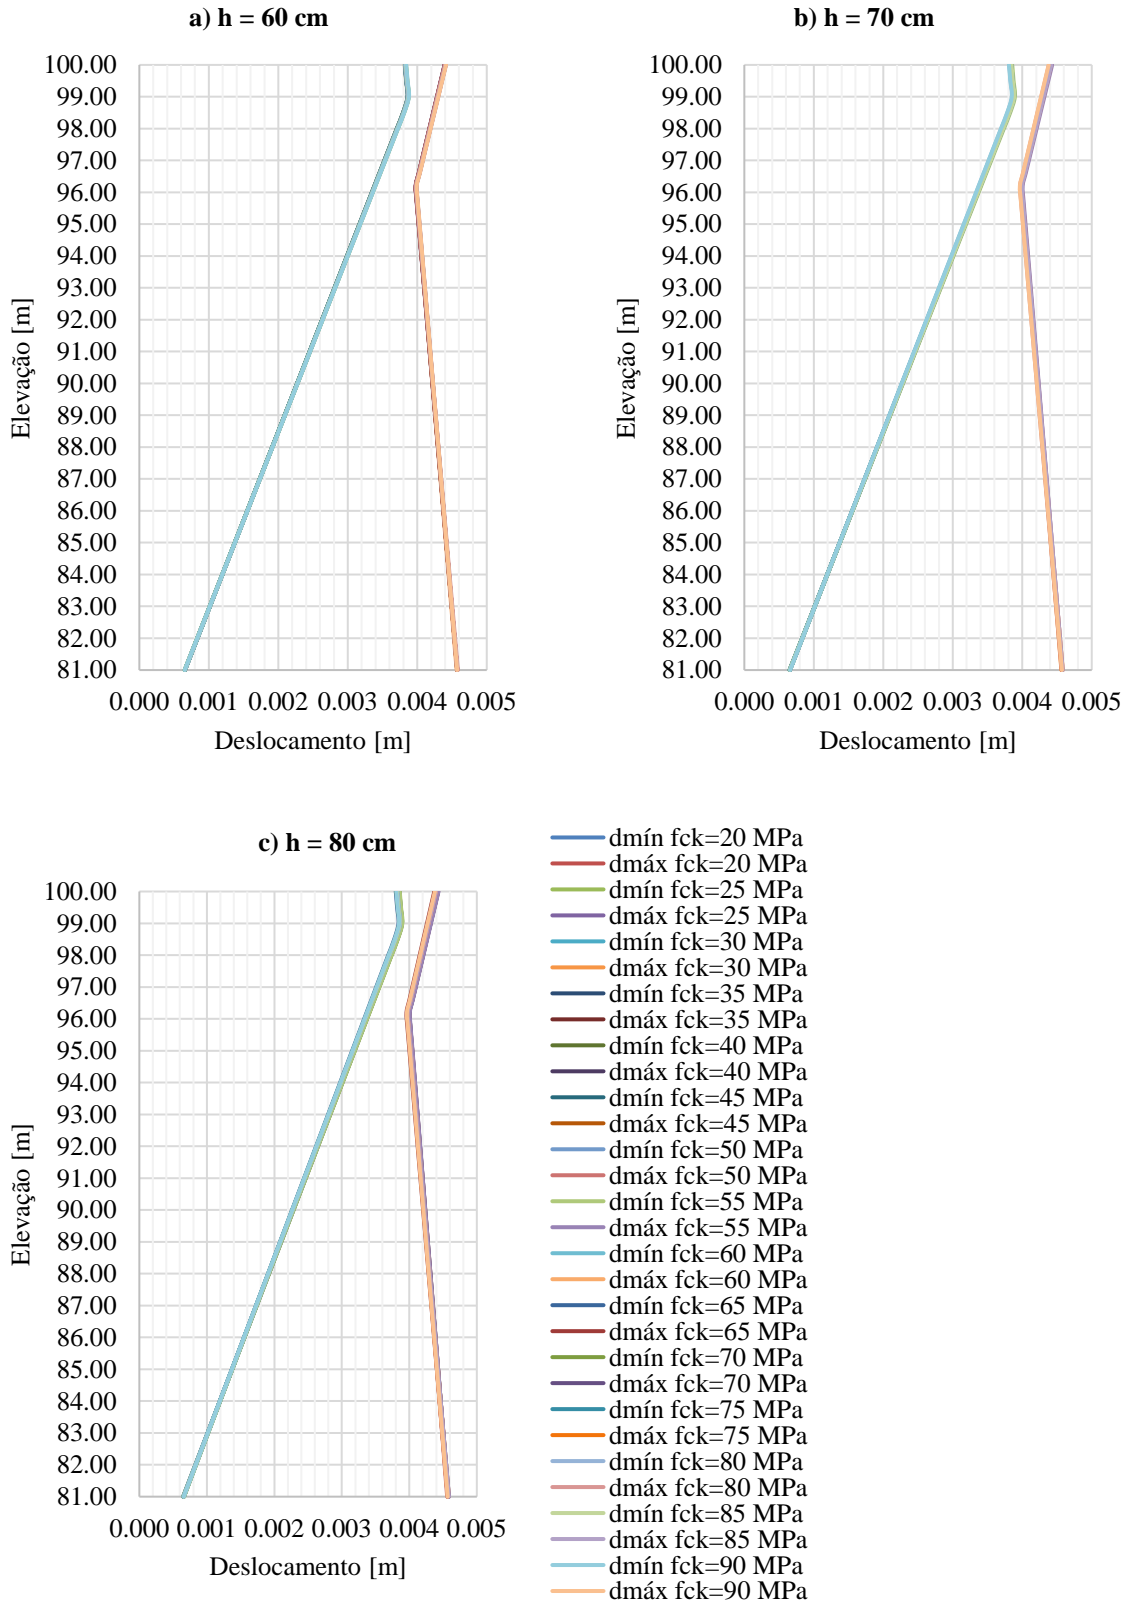 a) h = 60 cm
100.00
99.00
98.00
97.00
96.00
95.00
94.00
93.00
92.00
91.00
90.00
89.00
88.00
87.00
86.00
85.00
84.00
83.00
82.00
81.00
0.000 0.001 0.002 0.003 0.004 0.005
Elevação [m]
Deslocamento [m]
b) h = 70 cm
100.00
99.00
98.00
97.00
96.00
95.00
94.00
93.00
92.00
91.00
90.00
89.00
88.00
87.00
86.00
85.00
84.00
83.00
82.00
81.00
0.000 0.001 0.002 0.003 0.004 0.005
Elevação [m]
Deslocamento [m]
c) h = 80 cm
100.00
99.00
98.00
97.00
96.00
95.00
94.00
93.00
92.00
91.00
90.00
89.00
88.00
87.00
86.00
85.00
84.00
83.00
82.00
81.00
0.000 0.001 0.002 0.003 0.004 0.005
Elevação [m]
Deslocamento [m]
dmín fck=20 MPa
dmáx fck=20 MPa
dmín fck=25 MPa
dmáx fck=25 MPa
dmín fck=30 MPa
dmáx fck=30 MPa
dmín fck=35 MPa
dmáx fck=35 MPa
dmín fck=40 MPa
dmáx fck=40 MPa
dmín fck=45 MPa
dmáx fck=45 MPa
dmín fck=50 MPa
dmáx fck=50 MPa
dmín fck=55 MPa
dmáx fck=55 MPa
dmín fck=60 MPa
dmáx fck=60 MPa
dmín fck=65 MPa
dmáx fck=65 MPa
dmín fck=70 MPa
dmáx fck=70 MPa
dmín fck=75 MPa
dmáx fck=75 MPa
dmín fck=80 MPa
dmáx fck=80 MPa
dmín fck=85 MPa
dmáx fck=85 MPa
dmín fck=90 MPa
dmáx fck=90 MPa